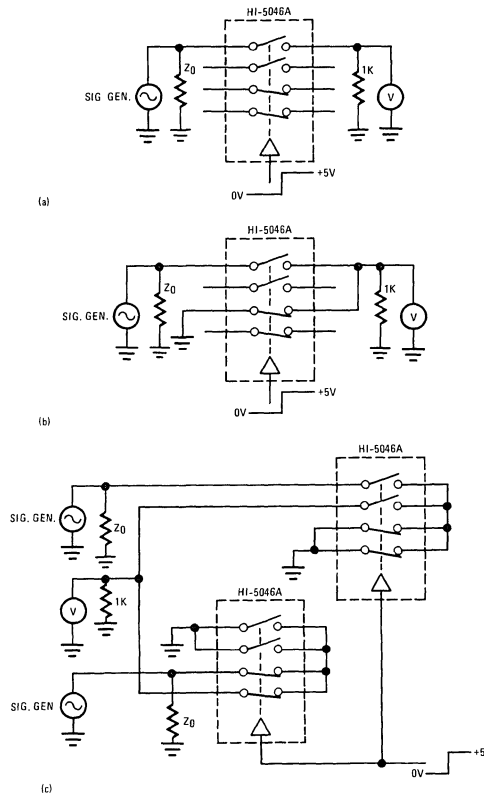 HI-5046A
SIG GEN.
Z0
1K
V
0V
+5V
(a)
HI-5046A
SIG. GEN.
Z0
1K
V
0V
+5V
(b)
HI-5046A
SIG. GEN.
Z0
V
1K
HI-5046A
SIG. GEN
Z0
0V
+5
(c)